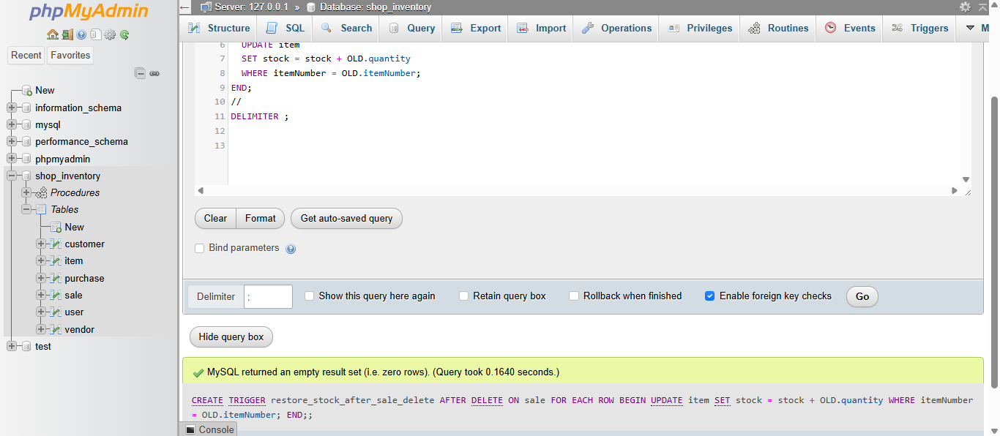 phpMyAdmin
Recent
Favorites
New
information_schema
mysql
performance_schema
phpmyadmin
shop_inventory
Procedures
Tables
New
customer
item
purchase
sale
user
vendor
test
Server: 127.0.0.1 » Database: shop_inventory
Structure SQL Search Query Export Import Operations Privileges Routines Events Triggers M
6 UPDATE item
7 SET stock = stock + OLD.quantity
8 WHERE itemNumber = OLD.itemNumber;
9 END;
10 //
11 DELIMITER ;
12
13
Clear Format Get auto-saved query
Bind parameters
Delimiter ; Show this query here again Retain query box Rollback when finished Enable foreign key checks Go
Hide query box
MySQL returned an empty result set (i.e. zero rows). (Query took 0.1640 seconds.)
CREATE TRIGGER restore_stock_after_sale_delete AFTER DELETE ON sale FOR EACH ROW BEGIN UPDATE item SET stock = stock + OLD.quantity WHERE itemNumber
= OLD.itemNumber; END;;
Console